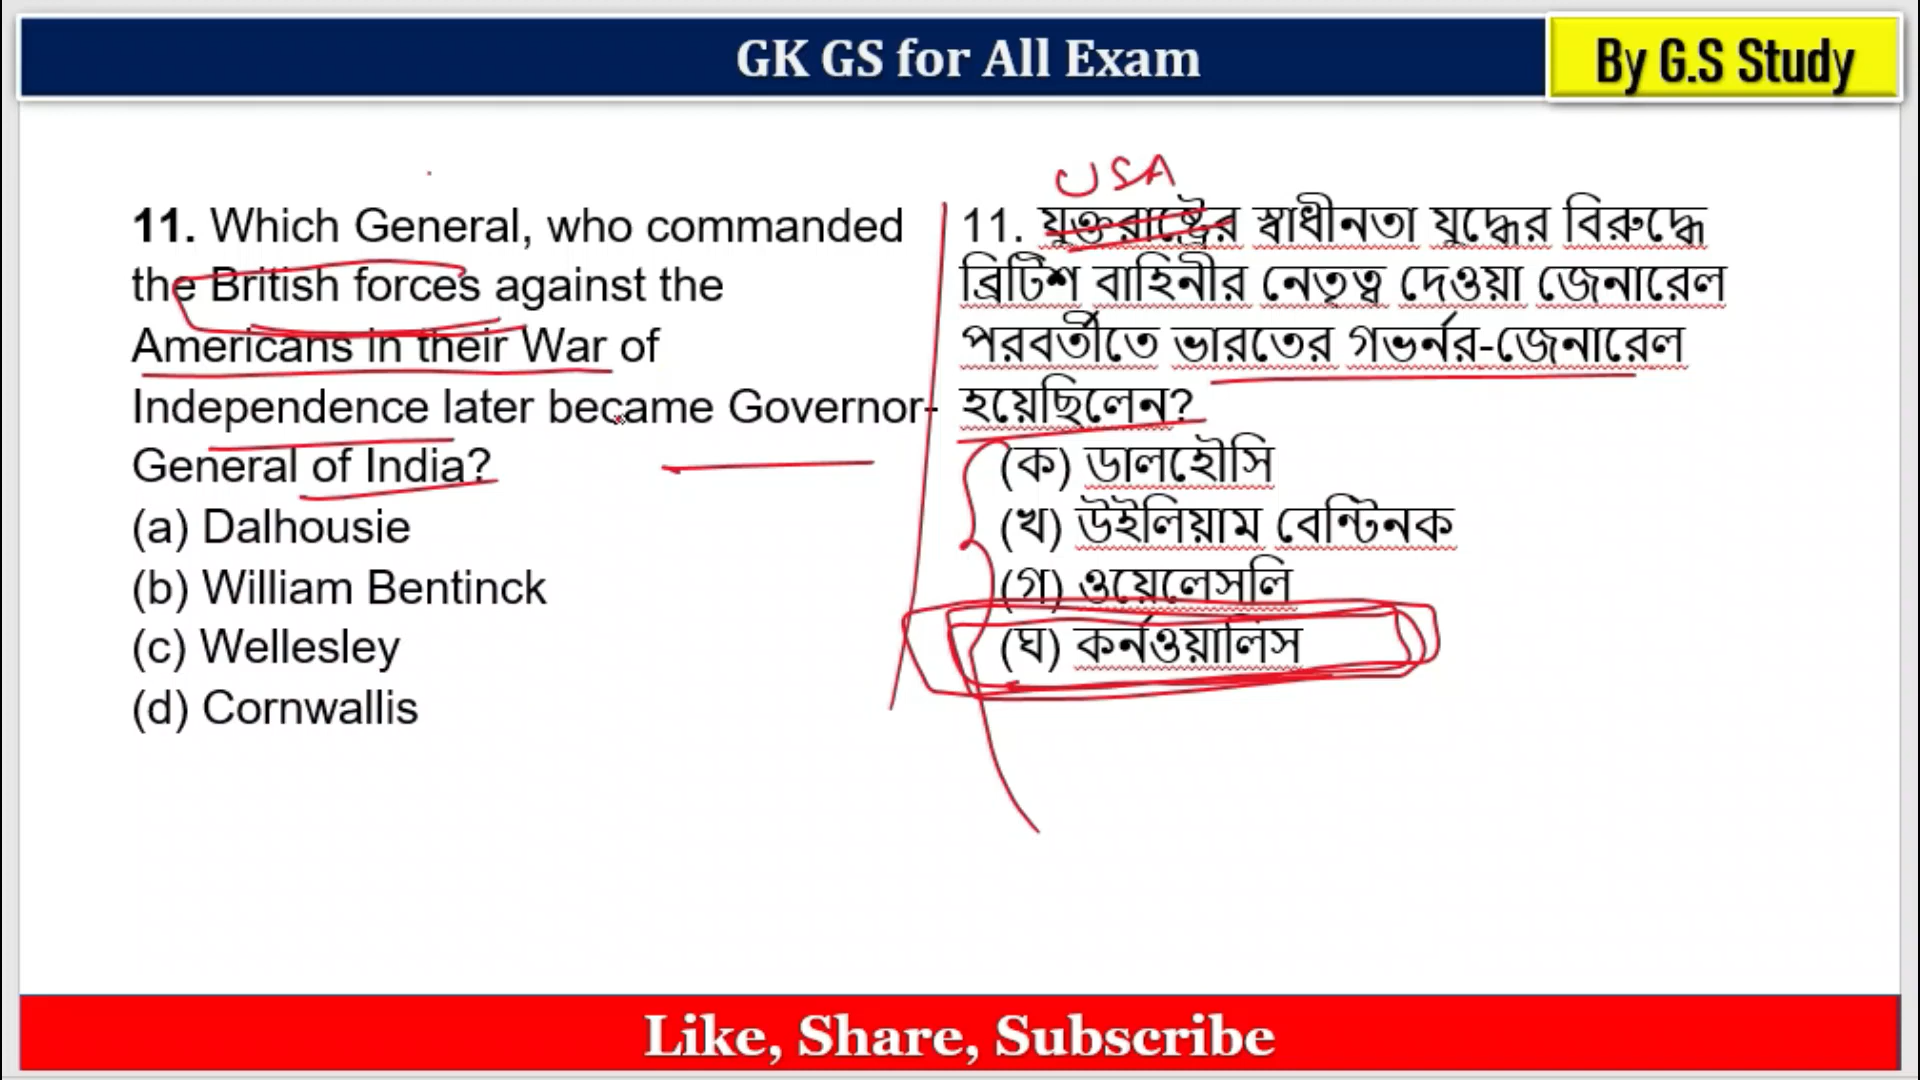 GK GS for All Exam
By G.S Study
11. Which General, who commanded
the British forces against the
Americans in their War of
Independence later became Governor-
General of India?
(a) Dalhousie
(b) William Bentinck
(c) Wellesley
(d) Cornwallis
USA
11. যুক্তরাষ্ট্রের স্বাধীনতা যুদ্ধের বিরুদ্ধে
ব্রিটিশ বাহিনীর নেতৃত্ব দেওয়া জেনারেল
পরবর্তীতে ভারতের গভর্নর-জেনারেল
হয়েছিলেন?
(ক) ডালহৌসি
(খ) উইলিয়াম বেন্টিনক
(গ) ওয়েলেসলি
(ঘ) কর্নওয়ালিস
Like, Share, Subscribe